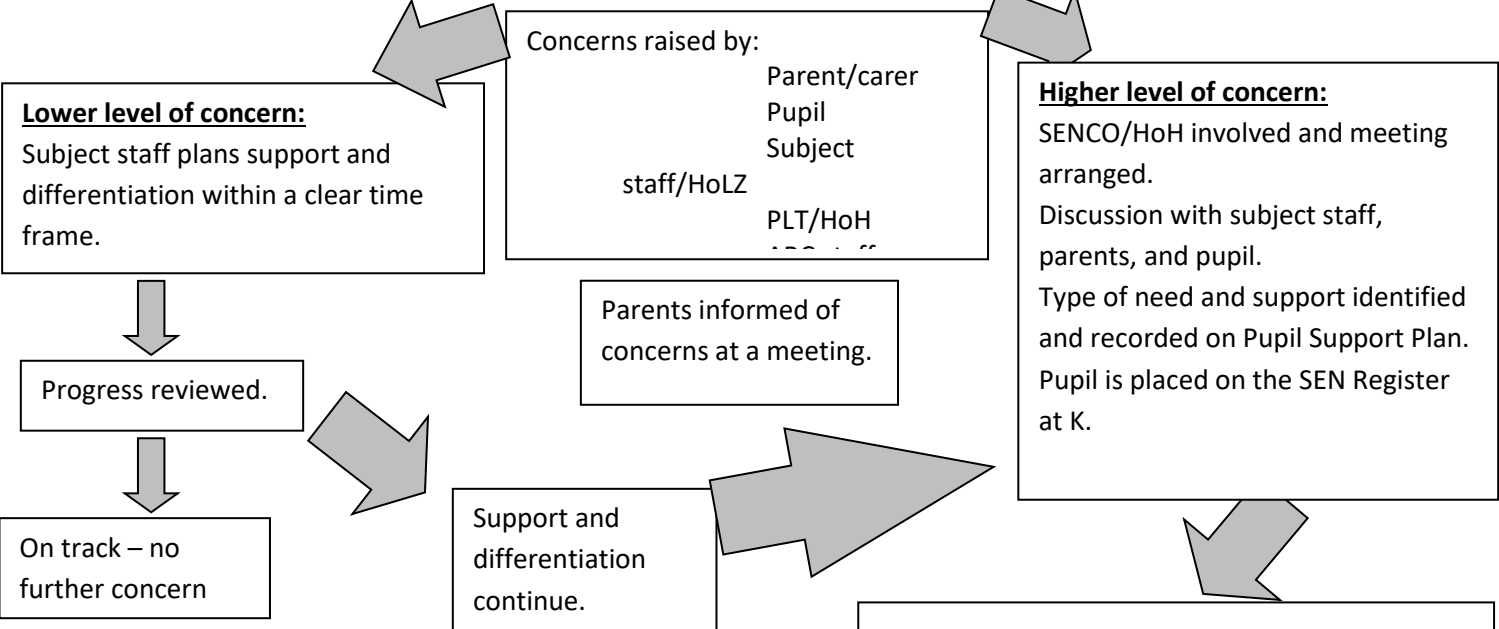 Concerns raised by:
Parent/carer
Pupil
Subject
staff/HoLZ
PLT/HoH
Lower level of concern:
Subject staff plans support and
differentiation within a clear time
frame.
Higher level of concern:
SENCO/HoH involved and meeting
arranged.
Discussion with subject staff,
parents, and pupil.
Type of need and support identified
and recorded on Pupil Support Plan.
Pupil is placed on the SEN Register
at K.
Parents informed of
concerns at a meeting.
Progress reviewed.
On track – no
further concern
Support and
differentiation
continue.